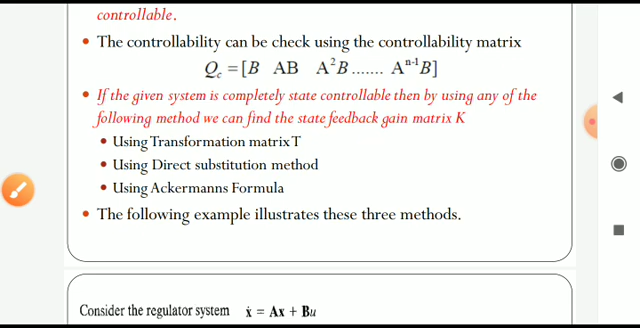 controllable.
• The controllability can be check using the controllability matrix
Q_c = [B AB A²B ....... Aⁿ⁻¹B]
• If the given system is completely state controllable then by using any of the
following method we can find the state feedback gain matrix K
• Using Transformation matrix T
• Using Direct substitution method
• Using Ackermanns Formula
• The following example illustrates these three methods.
Consider the regulator system ẋ = Ax + Bu